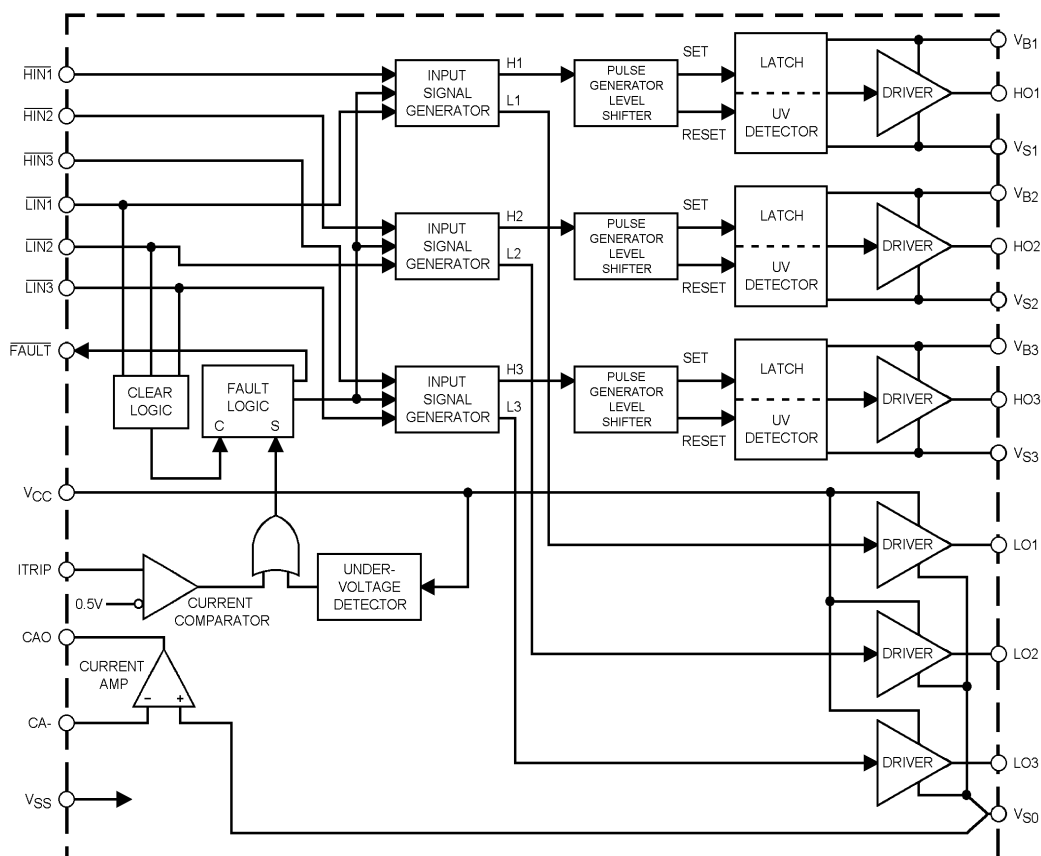 HIN1
HIN2
HIN3
LIN1
LIN2
LIN3
FAULT
VCC
ITRIP
0.5V
CAO
CA-
VSS
CLEAR
LOGIC
FAULT
LOGIC
C
S
CURRENT
COMPARATOR
UNDER-
VOLTAGE
DETECTOR
CURRENT
AMP
-
+
INPUT
SIGNAL
GENERATOR
H1
L1
PULSE
GENERATOR
LEVEL
SHIFTER
SET
RESET
LATCH
UV
DETECTOR
DRIVER
VB1
HO1
VS1
INPUT
SIGNAL
GENERATOR
H2
L2
PULSE
GENERATOR
LEVEL
SHIFTER
SET
RESET
LATCH
UV
DETECTOR
DRIVER
VB2
HO2
VS2
INPUT
SIGNAL
GENERATOR
H3
L3
PULSE
GENERATOR
LEVEL
SHIFTER
SET
RESET
LATCH
UV
DETECTOR
DRIVER
VB3
HO3
VS3
DRIVER
LO1
DRIVER
LO2
DRIVER
LO3
VS0